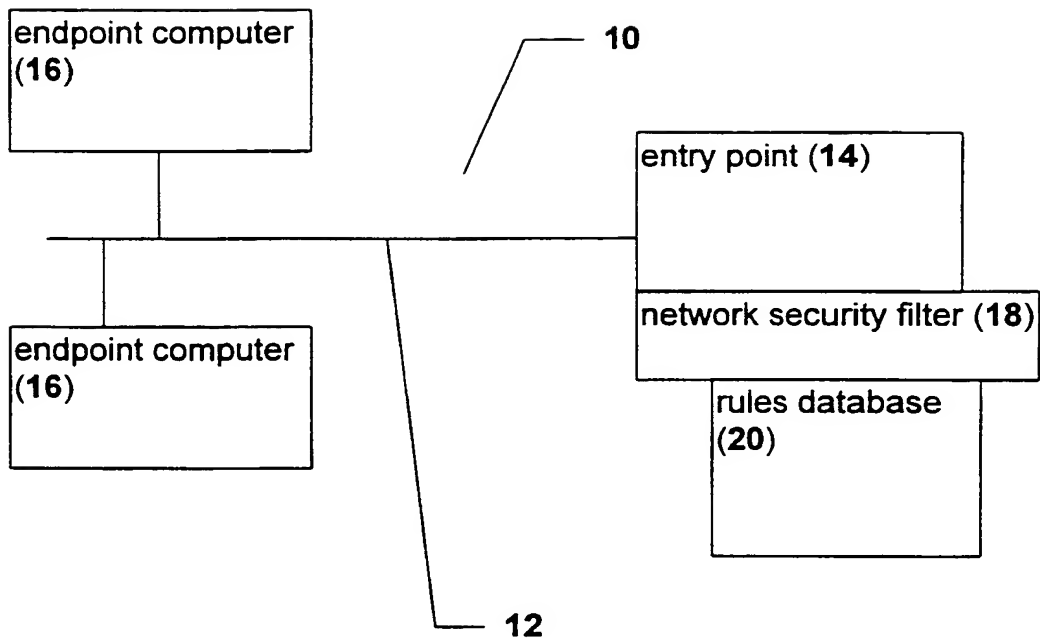 endpoint computer
(16)
10
entry point (14)
network security filter (18)
endpoint computer
(16)
rules database
(20)
12